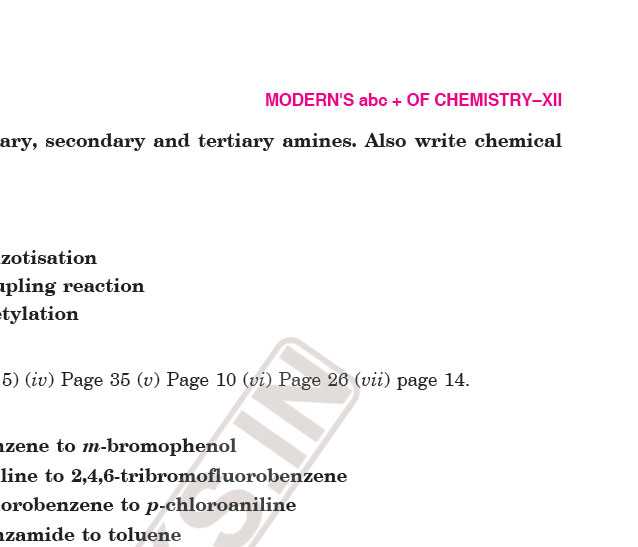 MODERN'S abc + OF CHEMISTRY–XII
ary, secondary and tertiary amines. Also write chemical
zotisation
upling reaction
etylation
5) (iv) Page 35 (v) Page 10 (vi) Page 26 (vii) page 14.
nzene to m-bromophenol
line to 2,4,6-tribromofluorobenzene
orobenzene to p-chloroaniline
nzamide to toluene
S IN